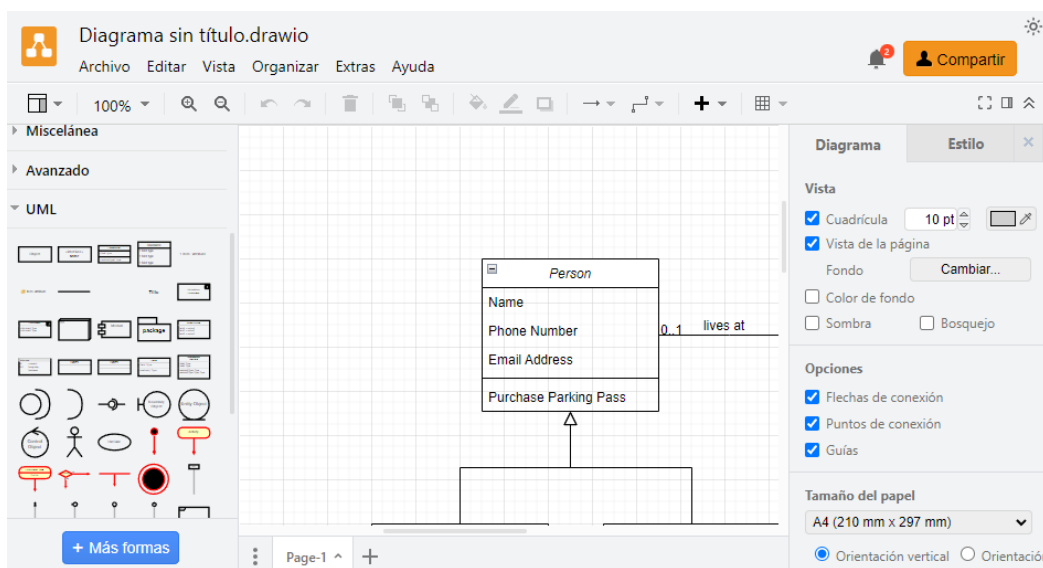 Diagrama sin título.drawio
Archivo Editar Vista Organizar Extras Ayuda
2
Compartir
100%
Miscelánea
Avanzado
UML
package
+ Más formas
Person
Name
Phone Number
Email Address
Purchase Parking Pass
0..1 lives at
Page-1
Diagrama Estilo
Vista
Cuadrícula 10 pt
Vista de la página
Fondo Cambiar...
Color de fondo
Sombra Bosquejo
Opciones
Flechas de conexión
Puntos de conexión
Guías
Tamaño del papel
A4 (210 mm x 297 mm)
Orientación vertical Orientació